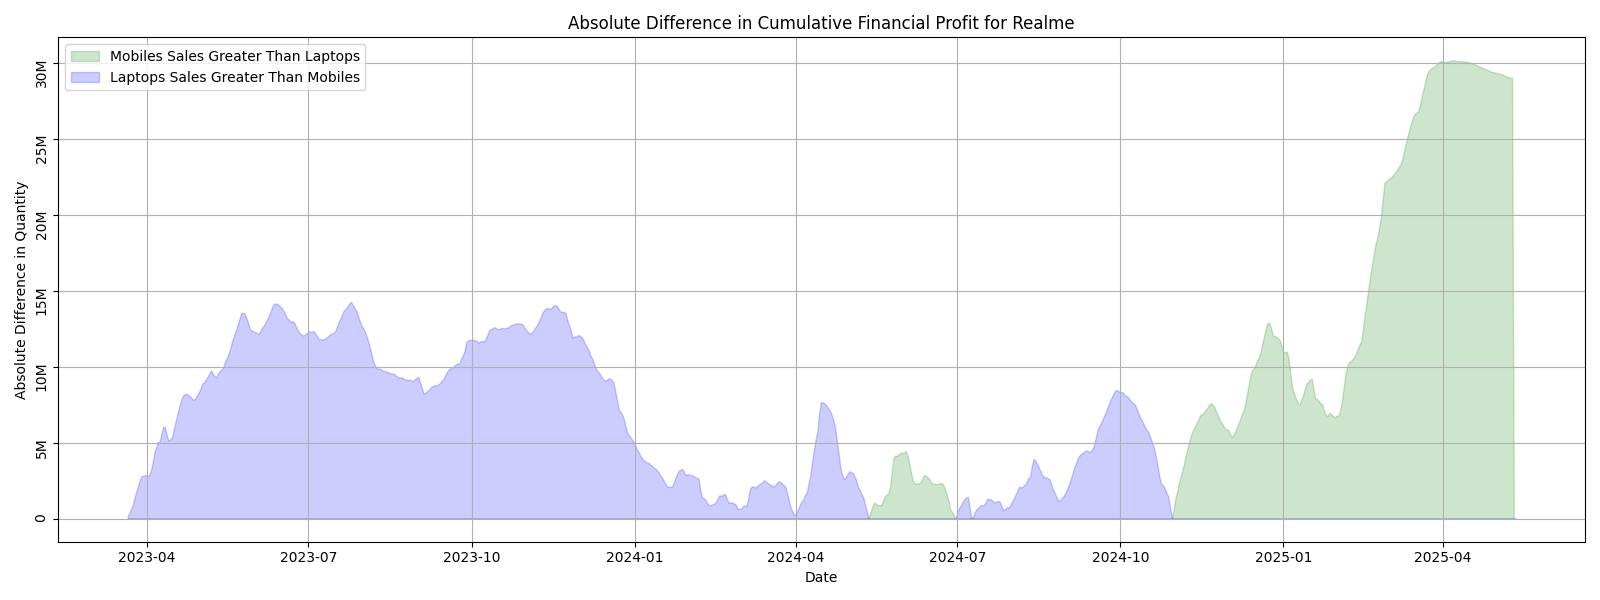 Absolute Difference in Cumulative Financial Profit for Realme
Mobiles Sales Greater Than Laptops
Laptops Sales Greater Than Mobiles
Absolute Difference in Quantity
30M
25M
20M
15M
10M
5M
0
2023-04 2023-07 2023-10 2024-01 2024-04 2024-07 2024-10 2025-01 2025-04
Date